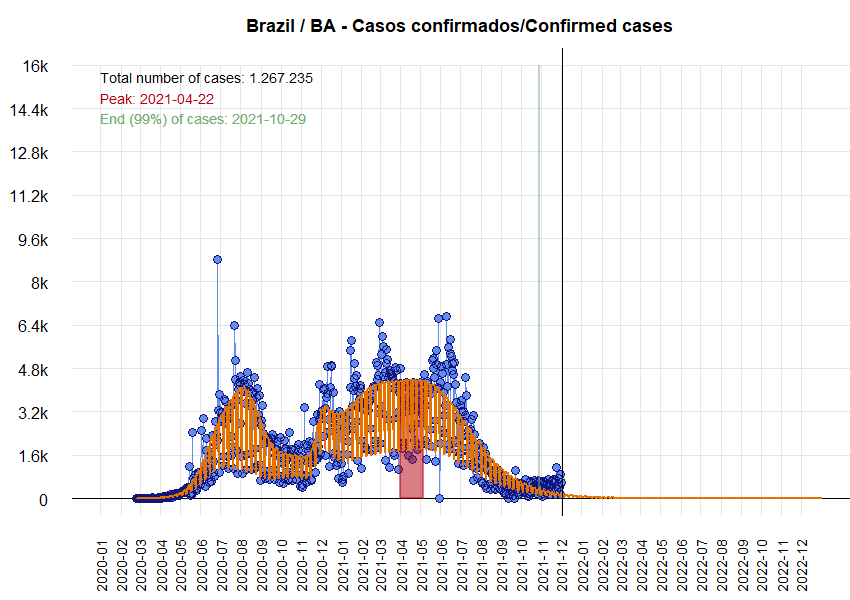 Brazil / BA - Casos confirmados/Confirmed cases
Total number of cases: 1.267.235
Peak: 2021-04-22
End (99%) of cases: 2021-10-29
16k
14.4k
12.8k
11.2k
9.6k
8k
6.4k
4.8k
3.2k
1.6k
0
2020-01
2020-02
2020-03
2020-04
2020-05
2020-06
2020-07
2020-08
2020-09
2020-10
2020-11
2020-12
2021-01
2021-02
2021-03
2021-04
2021-05
2021-06
2021-07
2021-08
2021-09
2021-10
2021-11
2021-12
2022-01
2022-02
2022-03
2022-04
2022-05
2022-06
2022-07
2022-08
2022-09
2022-10
2022-11
2022-12